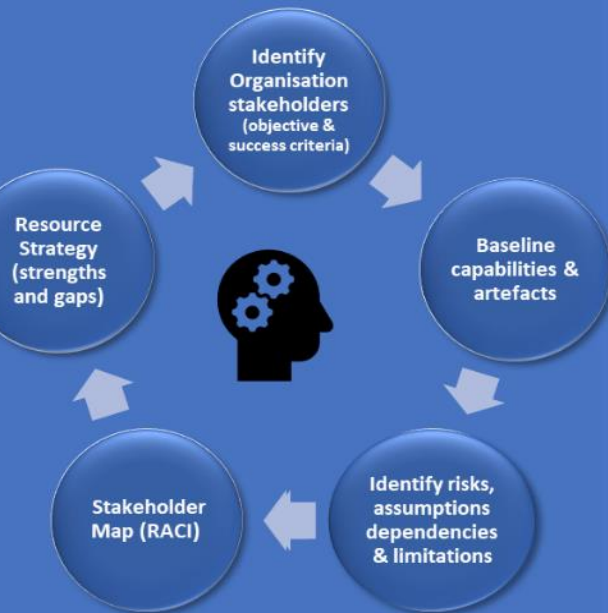 Identify
Organisation
stakeholders
(objective &
success criteria)
Baseline
capabilities &
artefacts
Identify risks,
assumptions
dependencies
& limitations
Stakeholder
Map (RACI)
Resource
Strategy
(strengths
and gaps)